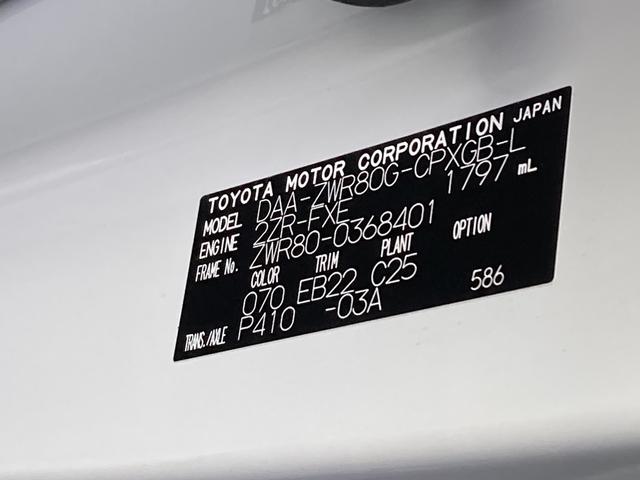 TOYOTA MOTOR CORPORATION JAPAN
MODEL DAA-ZWR80G-CPXGB-L
ENGINE 2ZR-FXE 1797 mL
FRAME No. ZWR80-0368401
COLOR TRIM PLANT OPTION
070 EB22 C25
TRANS./AXLE P410 -03A 586